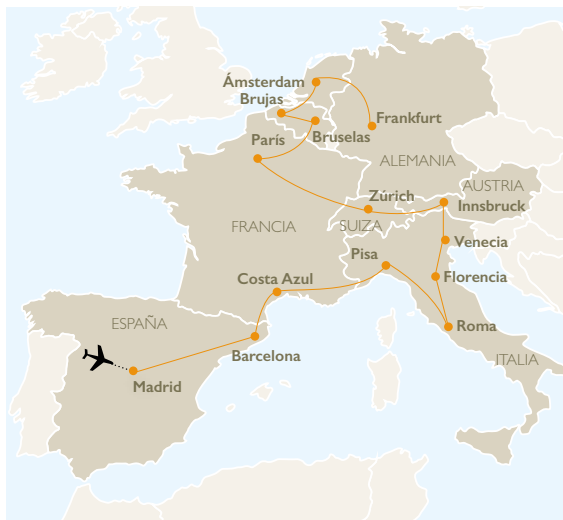 Ámsterdam
Brujas
Frankfurt
París
Bruselas
ALEMANIA
Zúrich
AUSTRIA
Innsbruck
FRANCIA
SUIZA
Venecia
Pisa
Costa Azul
Florencia
ESPAÑA
Roma
Barcelona
ITALIA
Madrid